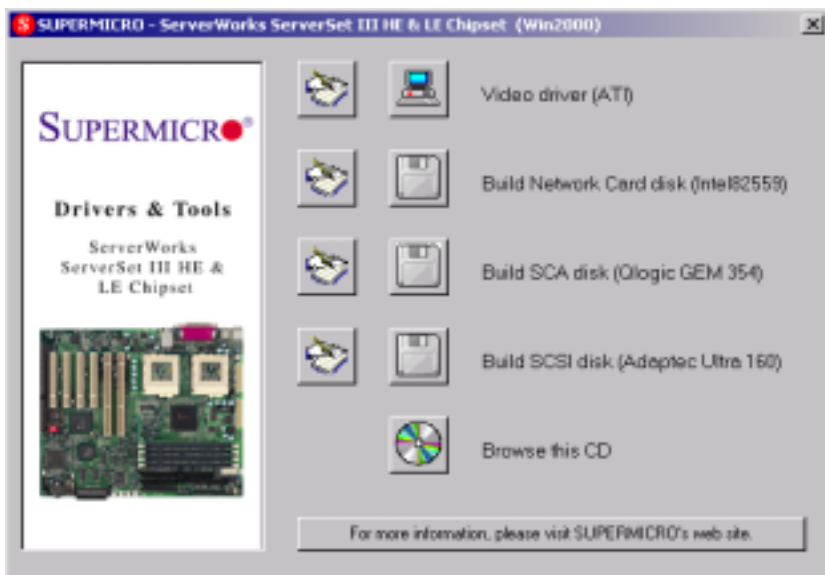 SUPERMICRO - ServerWorks ServerSet III HE & LE Chipset (Win2000)
SUPERMICRO
Drivers & Tools
ServerWorks
ServerSet III HE &
LE Chipset
Video driver (ATI)
Build Network Card disk (Intel82559)
Build SCA disk (Qlogic GEM 354)
Build SCSI disk (Adaptec Ultra 160)
Browse this CD
For more information, please visit SUPERMICRO's web site.